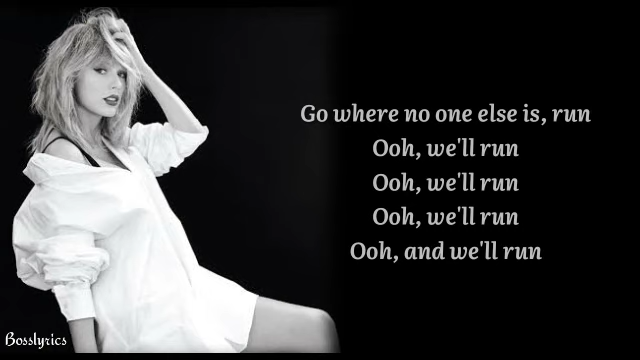 Go where no one else is, run
Ooh, we'll run
Ooh, we'll run
Ooh, we'll run
Ooh, and we'll run
Bosslyrics